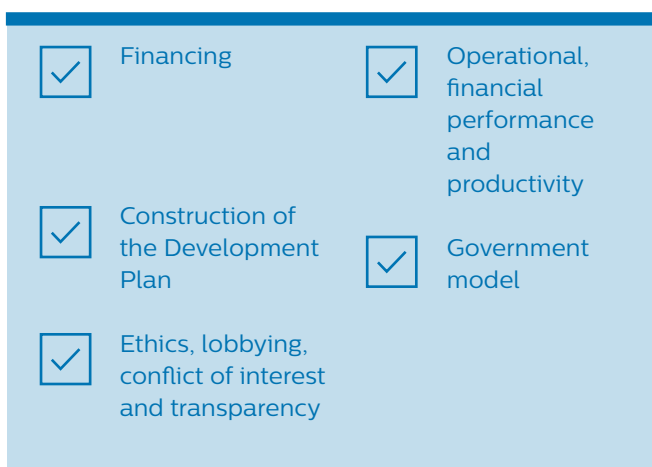 Financing
Construction of
the Development
Plan
Ethics, lobbying,
conflict of interest
and transparency
Operational,
financial
performance
and
productivity
Government
model